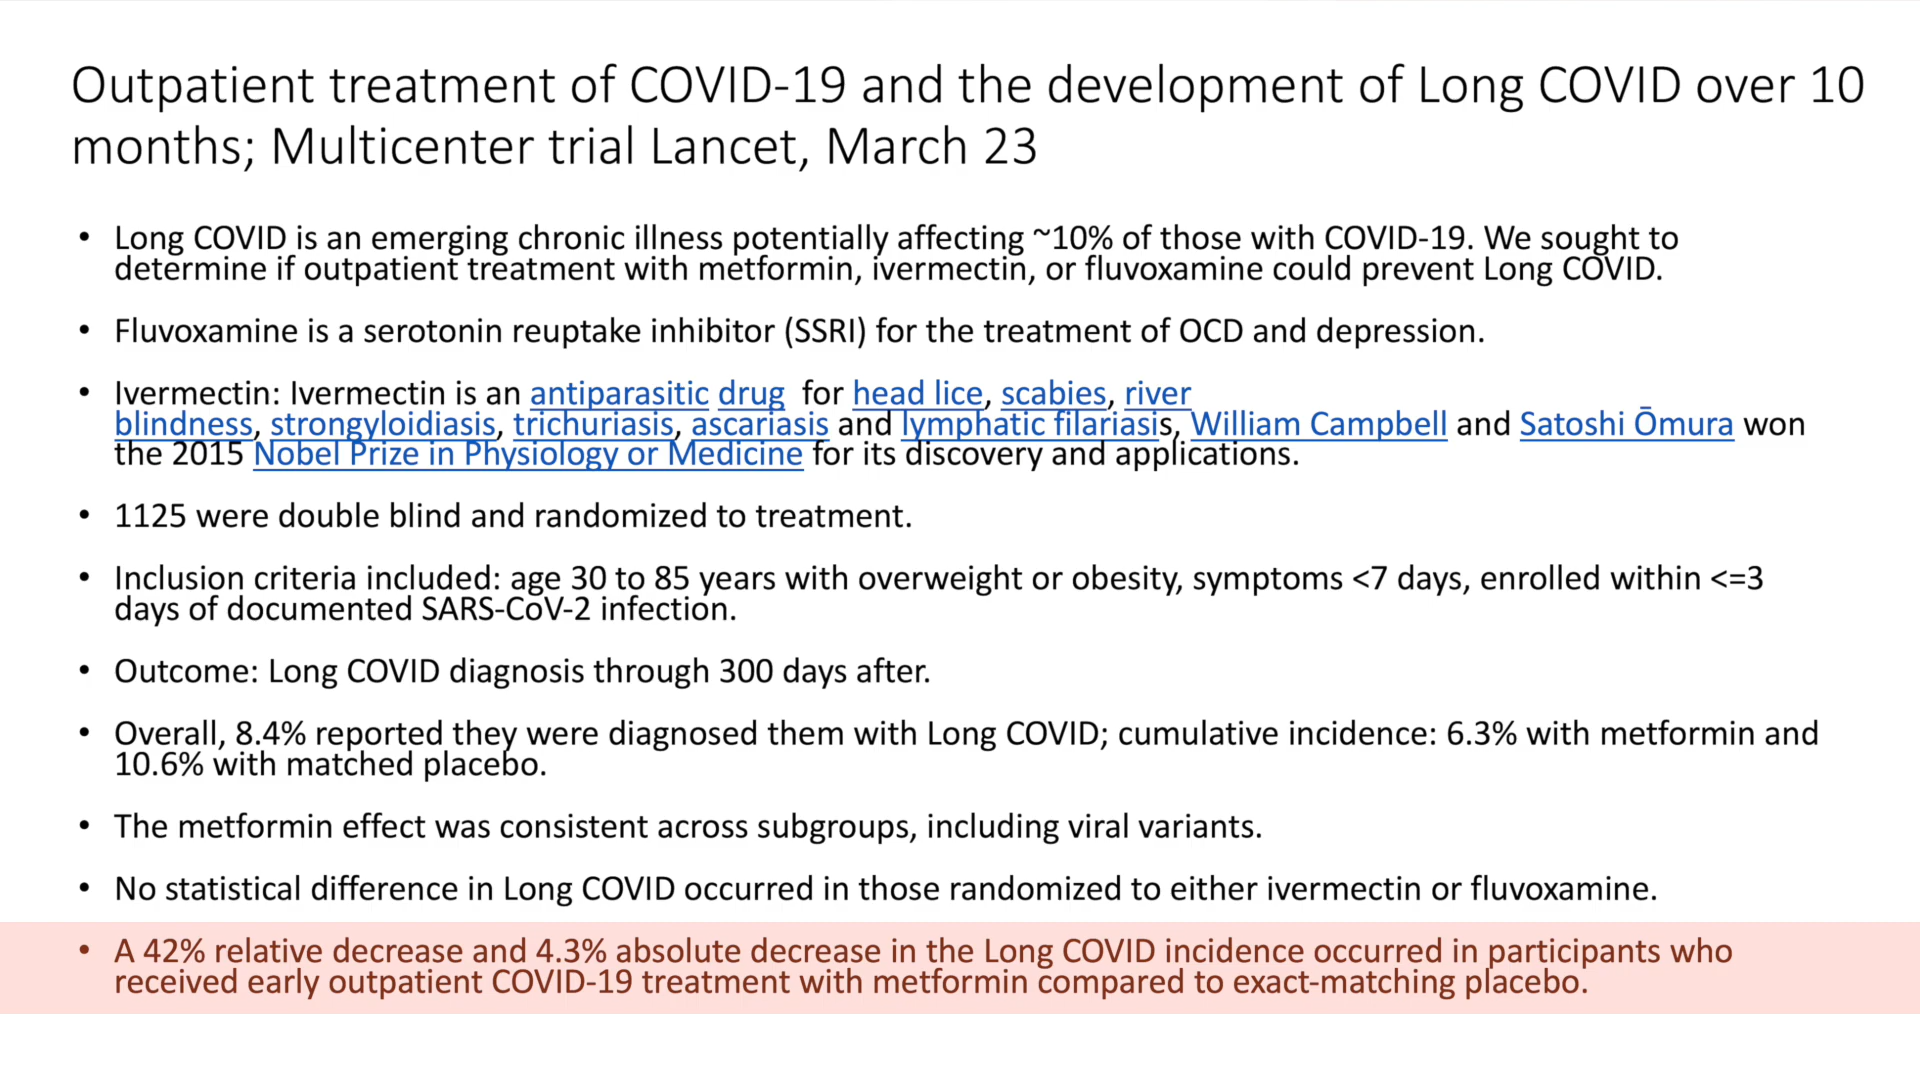 Outpatient treatment of COVID-19 and the development of Long COVID over 10
months; Multicenter trial Lancet, March 23
• Long COVID is an emerging chronic illness potentially affecting ~10% of those with COVID-19. We sought to
determine if outpatient treatment with metformin, ivermectin, or fluvoxamine could prevent Long COVID.
• Fluvoxamine is a serotonin reuptake inhibitor (SSRI) for the treatment of OCD and depression.
• Ivermectin: Ivermectin is an antiparasitic drug for head lice, scabies, river
blindness, strongyloidiasis, trichuriasis, ascariasis and lymphatic filariasis, William Campbell and Satoshi Ōmura won
the 2015 Nobel Prize in Physiology or Medicine for its discovery and applications.
• 1125 were double blind and randomized to treatment.
• Inclusion criteria included: age 30 to 85 years with overweight or obesity, symptoms <7 days, enrolled within <=3
days of documented SARS-CoV-2 infection.
• Outcome: Long COVID diagnosis through 300 days after.
• Overall, 8.4% reported they were diagnosed them with Long COVID; cumulative incidence: 6.3% with metformin and
10.6% with matched placebo.
• The metformin effect was consistent across subgroups, including viral variants.
• No statistical difference in Long COVID occurred in those randomized to either ivermectin or fluvoxamine.
• A 42% relative decrease and 4.3% absolute decrease in the Long COVID incidence occurred in participants who
received early outpatient COVID-19 treatment with metformin compared to exact-matching placebo.